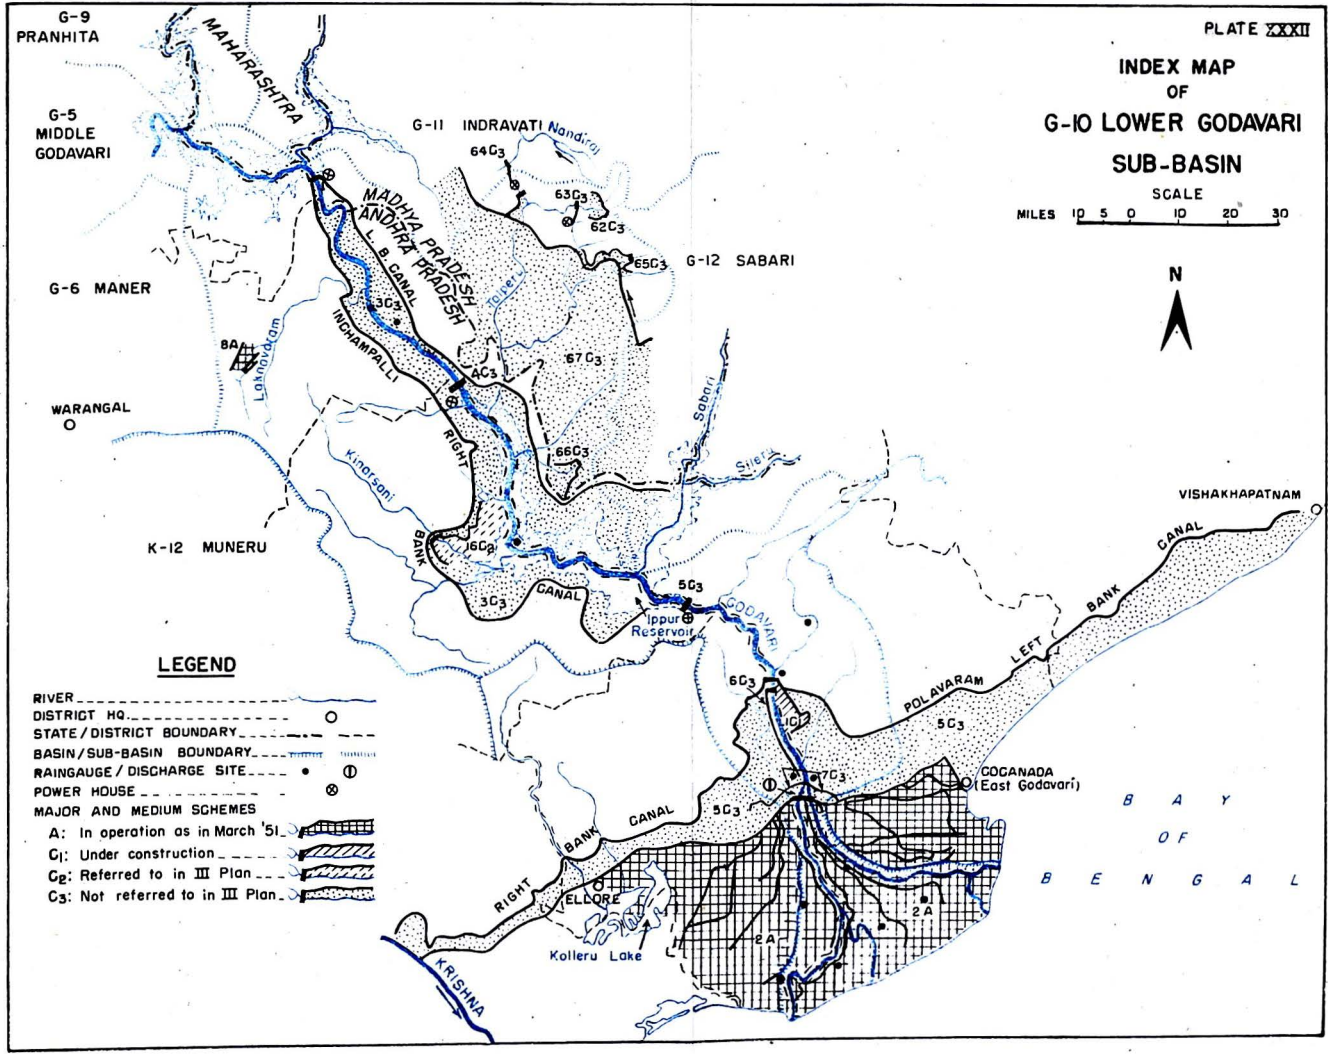 PLATE XXXII
INDEX MAP
OF
G-10 LOWER GODAVARI
SUB-BASIN
SCALE
MILES 10 5 0 10 20 30
N
G-9
PRANHITA
MAHARASHTRA
G-5
MIDDLE
GODAVARI
G-11 INDRAVATI
Nandiraj
64C3
63C3
62C3
65C3
G-12 SABARI
MADHYA PRADESH
ANDHRA PRADESH
L. B. CANAL
Talperu
G-6 MANER
3C3
INCHAMPALLI
RIGHT
BANK
CANAL
8A
Laknavaram
4C3
67C3
WARANGAL
Sabari
66C3
Sileru
Kinarsani
VISHAKHAPATNAM
K-12 MUNERU
16C2
3C3
5C3
Ippur
Reservoir
GODAVARI
POLAVARAM
LEFT
BANK
CANAL
6C3
1C1
5C3
7C3
COCANADA
(East Godavari)
5C3
RIGHT
BANK
CANAL
ELLORE
Kolleru Lake
2A
2A
KRISHNA
BAY
OF
BENGAL
LEGEND
RIVER
DISTRICT HQ.
STATE/DISTRICT BOUNDARY
BASIN/SUB-BASIN BOUNDARY
RAINGAUGE/DISCHARGE SITE
POWER HOUSE
MAJOR AND MEDIUM SCHEMES
A: In operation as in March '51
C1: Under construction
C2: Referred to in III Plan
C3: Not referred to in III Plan